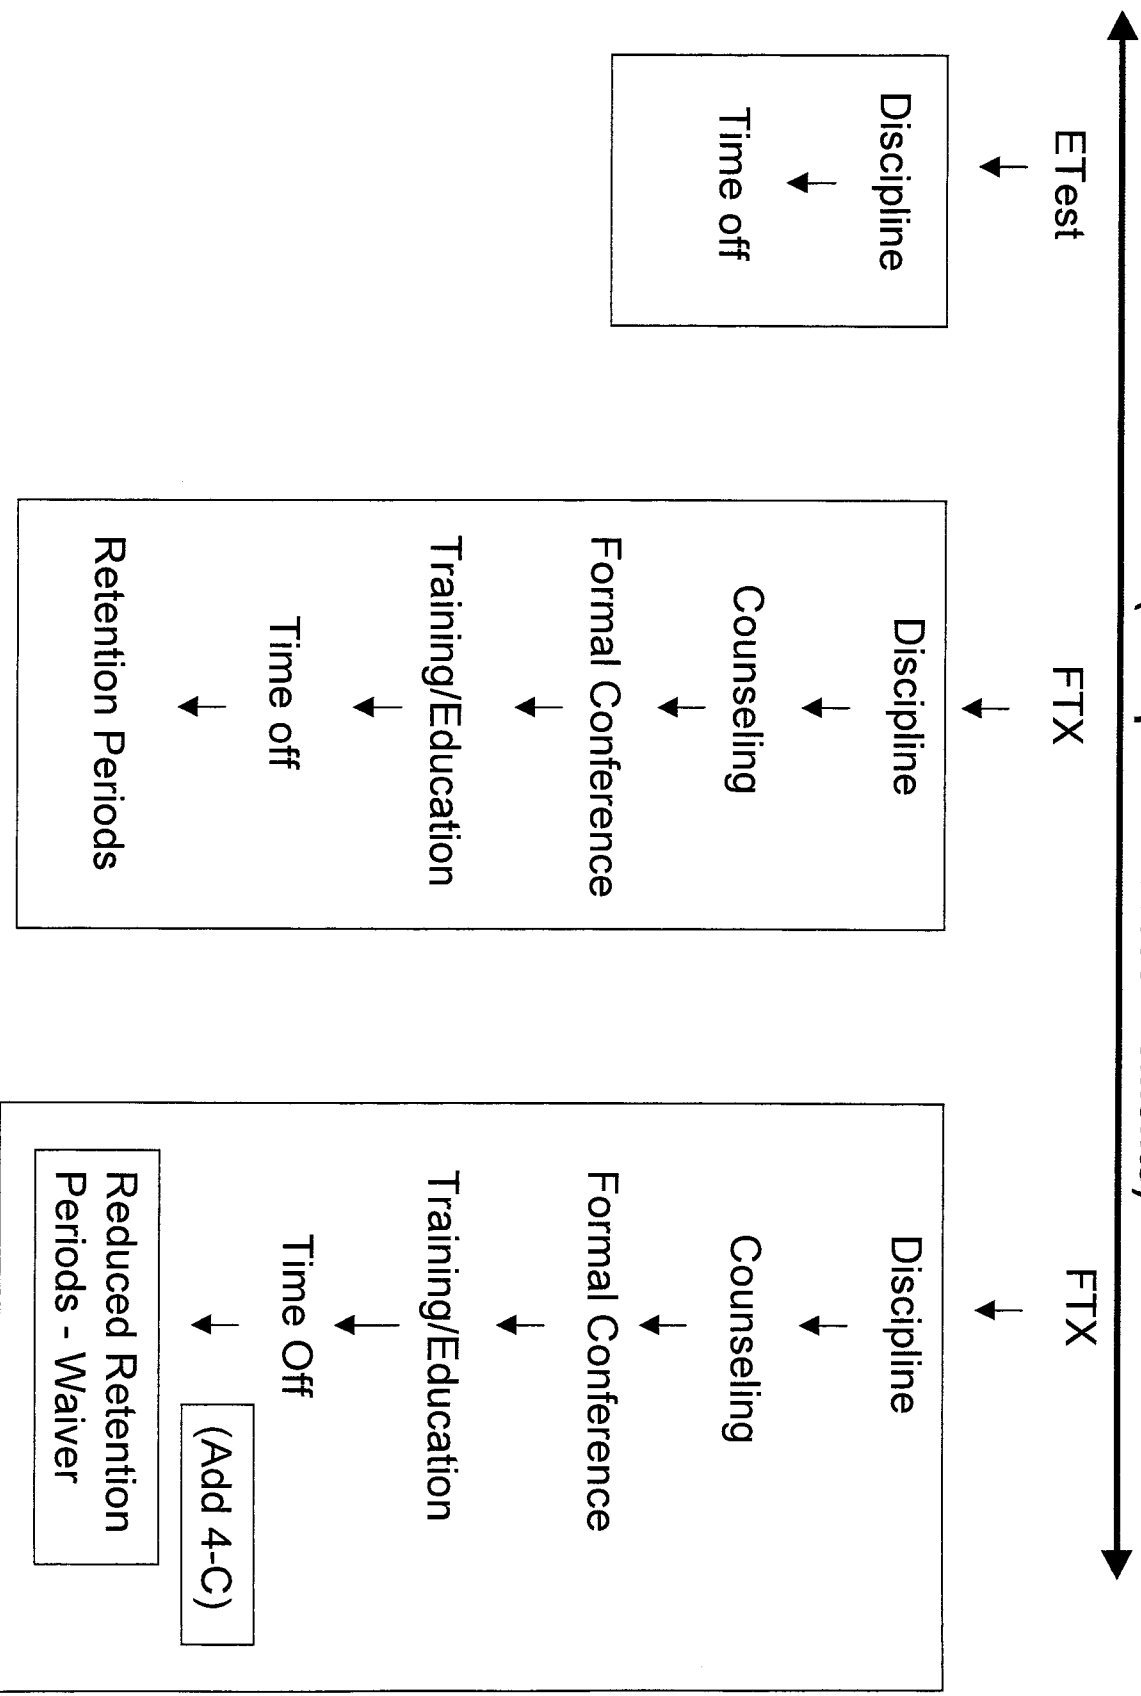 ETest
Discipline
Time off
FTX
Discipline
Counseling
Formal Conference
Training/Education
Time off
Retention Periods
FTX
Discipline
Counseling
Formal Conference
Training/Education
Time Off
(Add 4-C)
Reduced Retention
Periods - Waiver